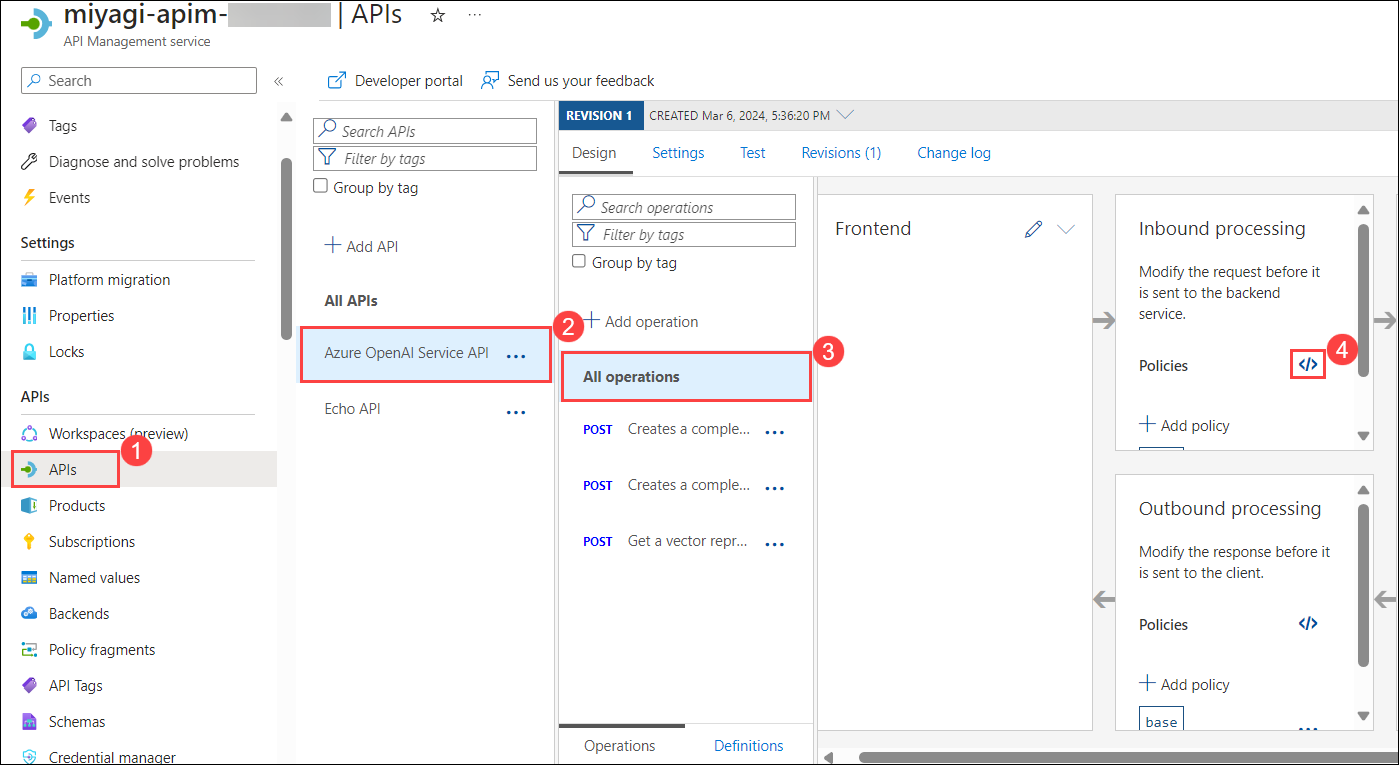 miyagi-apim- | APIs
API Management service
Search
Tags
Diagnose and solve problems
Events
Settings
Platform migration
Properties
Locks
APIs
Workspaces (preview)
1
APIs
Products
Subscriptions
Named values
Backends
Policy fragments
API Tags
Schemas
Credential manager
Developer portal
Send us your feedback
Search APIs
Filter by tags
Group by tag
Add API
All APIs
Azure OpenAI Service API
2
Echo API
REVISION 1 CREATED Mar 6, 2024, 5:36:20 PM
Design Settings Test Revisions (1) Change log
Search operations
Filter by tags
Group by tag
Add operation
All operations
3
POST Creates a comple...
POST Creates a comple...
POST Get a vector repr...
Operations Definitions
Frontend
Inbound processing
Modify the request before it
is sent to the backend
service.
Policies </>
4
Add policy
Outbound processing
Modify the response before it
is sent to the client.
Policies </>
Add policy
base